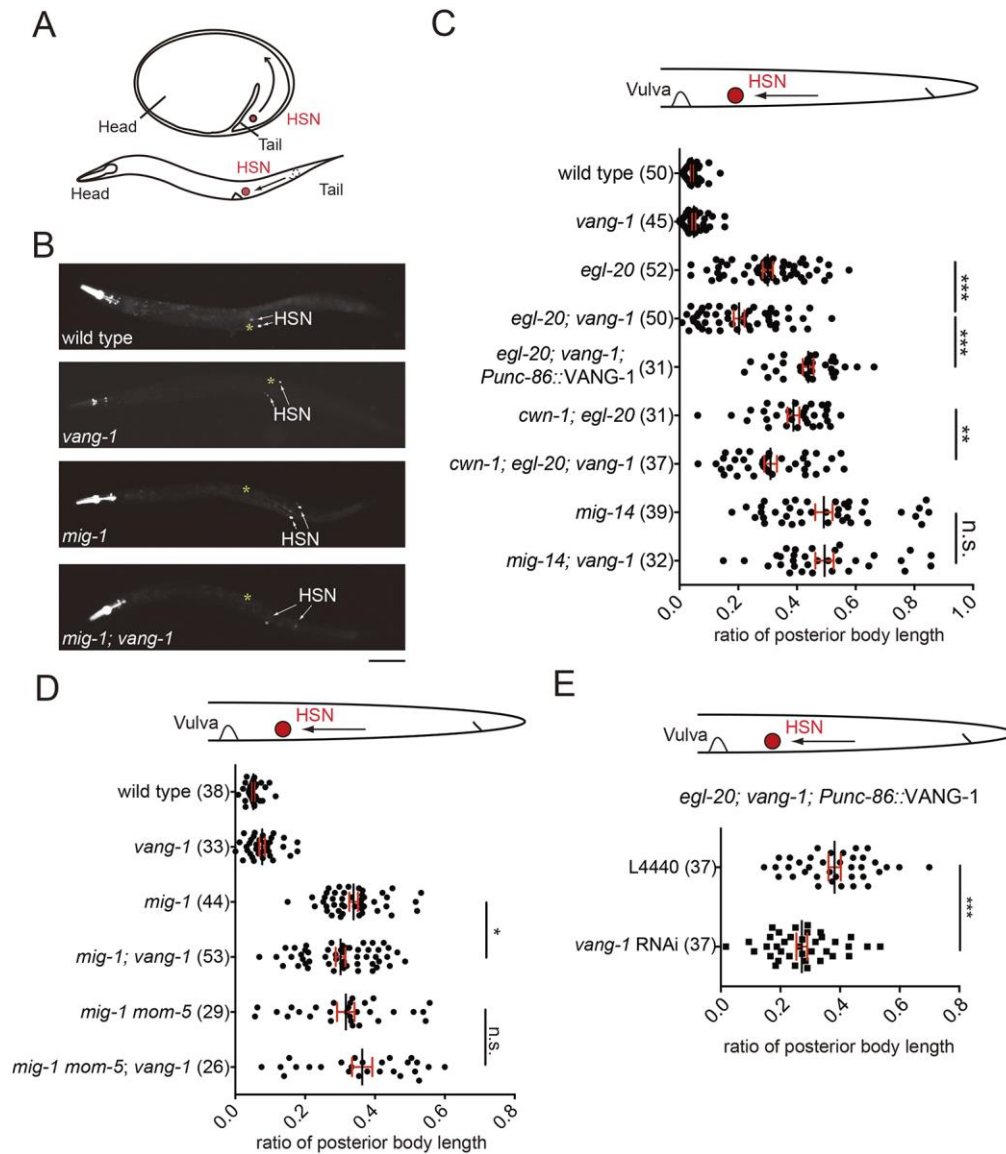 A
Head
HSN
Tail
HSN
Head
Tail
B
HSN
*
wild type
*
HSN
vang-1
*
HSN
mig-1
HSN
*
mig-1; vang-1
C
Vulva
HSN
wild type (50)
vang-1 (45)
egl-20 (52)
egl-20; vang-1 (50)
egl-20; vang-1;
Punc-86::VANG-1 (31)
cwn-1; egl-20 (31)
cwn-1; egl-20; vang-1 (37)
mig-14 (39)
mig-14; vang-1 (32)
***
***
**
n.s.
0.0 0.2 0.4 0.6 0.8 1.0
ratio of posterior body length
D
Vulva
HSN
wild type (38)
vang-1 (33)
mig-1 (44)
mig-1; vang-1 (53)
mig-1 mom-5 (29)
mig-1 mom-5; vang-1 (26)
*
n.s.
0.0 0.2 0.4 0.6 0.8
ratio of posterior body length
E
Vulva
HSN
egl-20; vang-1; Punc-86::VANG-1
L4440 (37)
vang-1 RNAi (37)
***
0.0 0.2 0.4 0.6 0.8
ratio of posterior body length